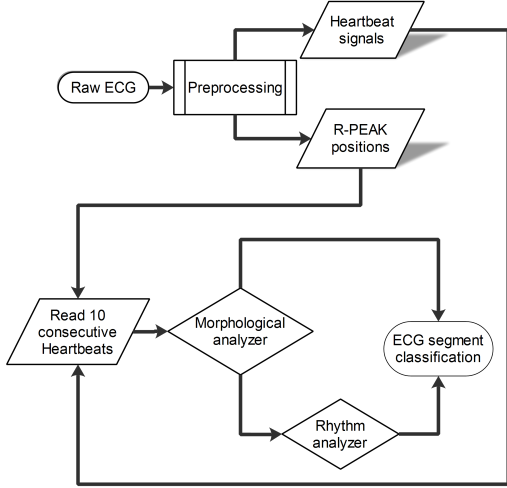 Heartbeat
signals
Raw ECG
Preprocessing
R-PEAK
positions
Read 10
consecutive
Heartbeats
Morphological
analyzer
ECG segment
classification
Rhythm
analyzer